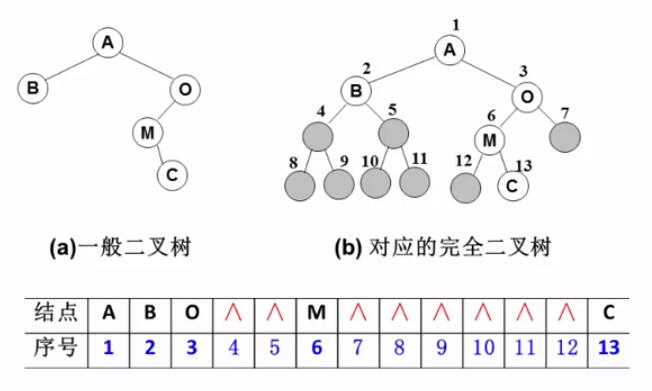 A
B
O
M
C
1
A
2
3
B
O
4
5
6
7
M
8
9
10
11
12
13
C
(a)一般二叉树
(b) 对应的完全二叉树
结点 A B O ∧ ∧ M ∧ ∧ ∧ ∧ ∧ ∧ C
序号 1 2 3 4 5 6 7 8 9 10 11 12 13